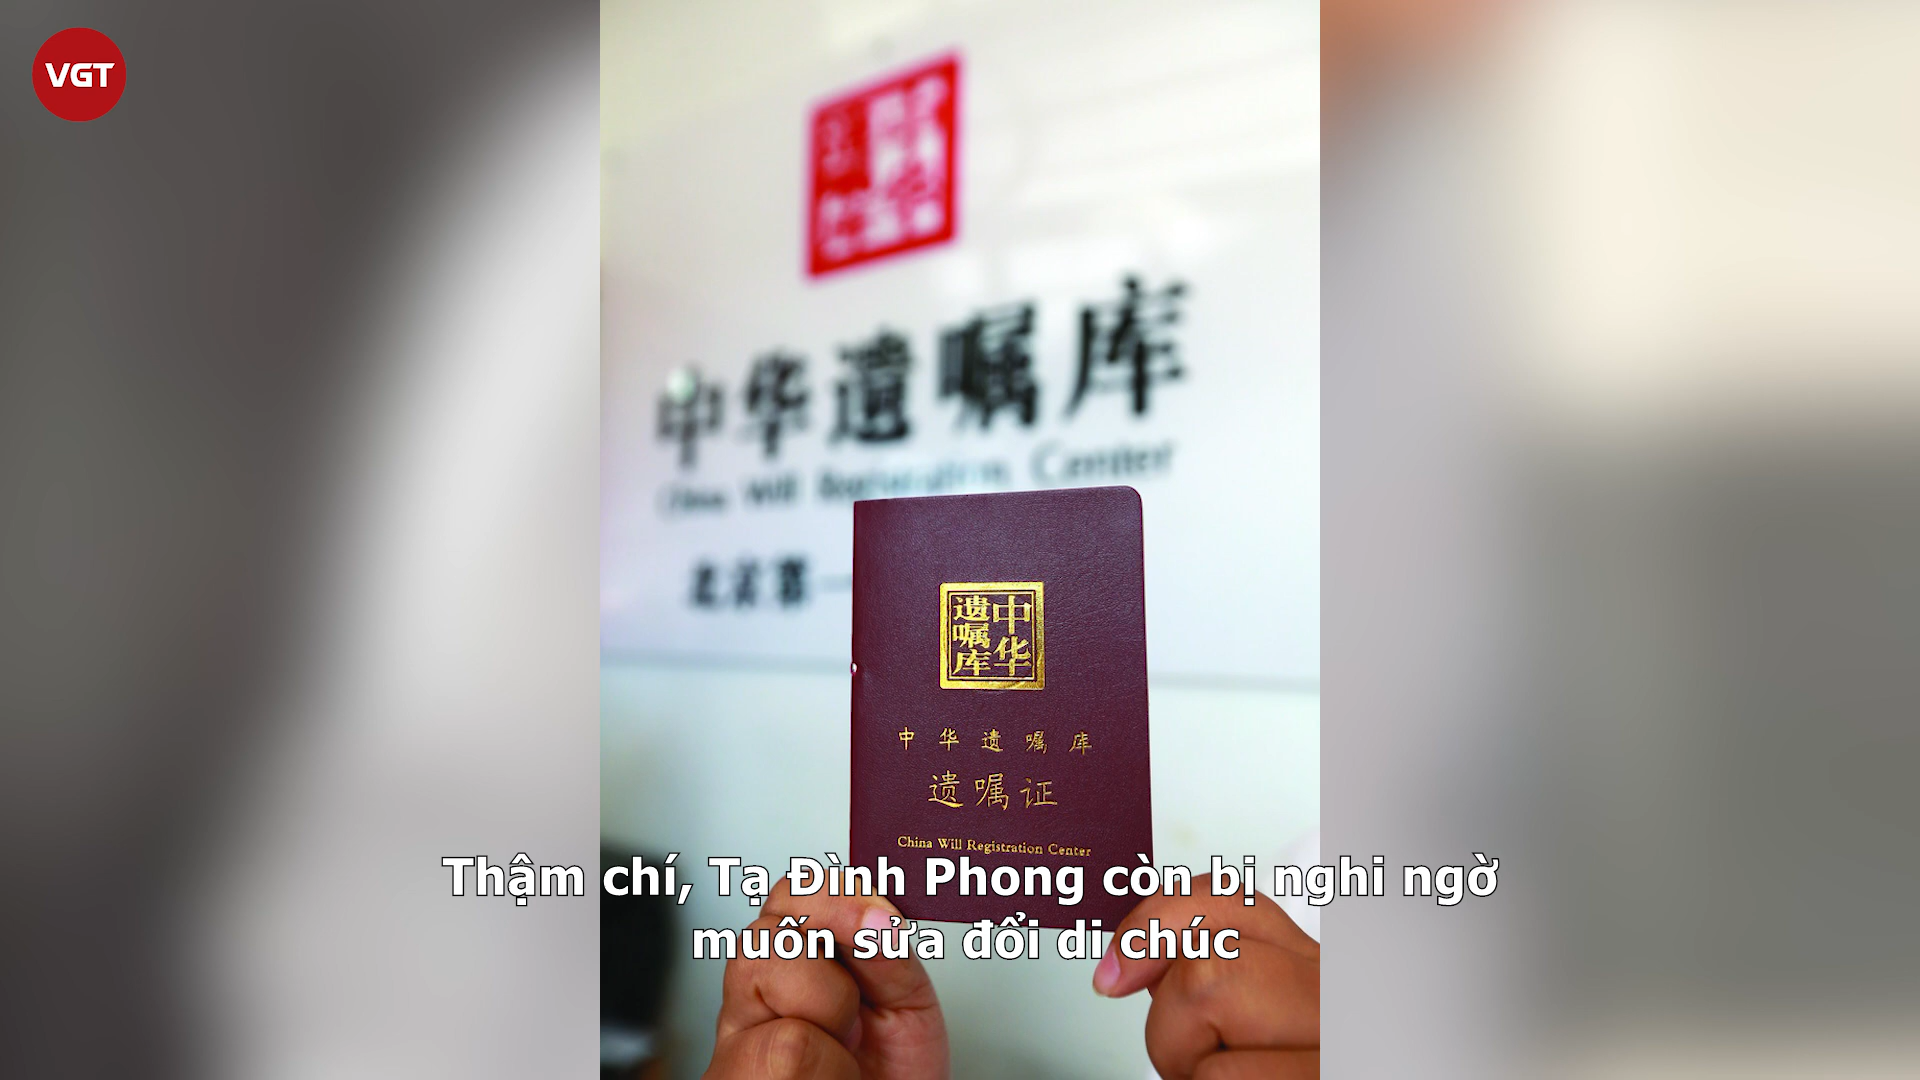 VGT
中华遗嘱库
China Will Registration Center
中华
遗嘱库
中华遗嘱库
遗嘱证
China Will Registration Center
Thậm chí, Tạ Đình Phong còn bị nghi ngờ
muốn sửa đổi di chúc